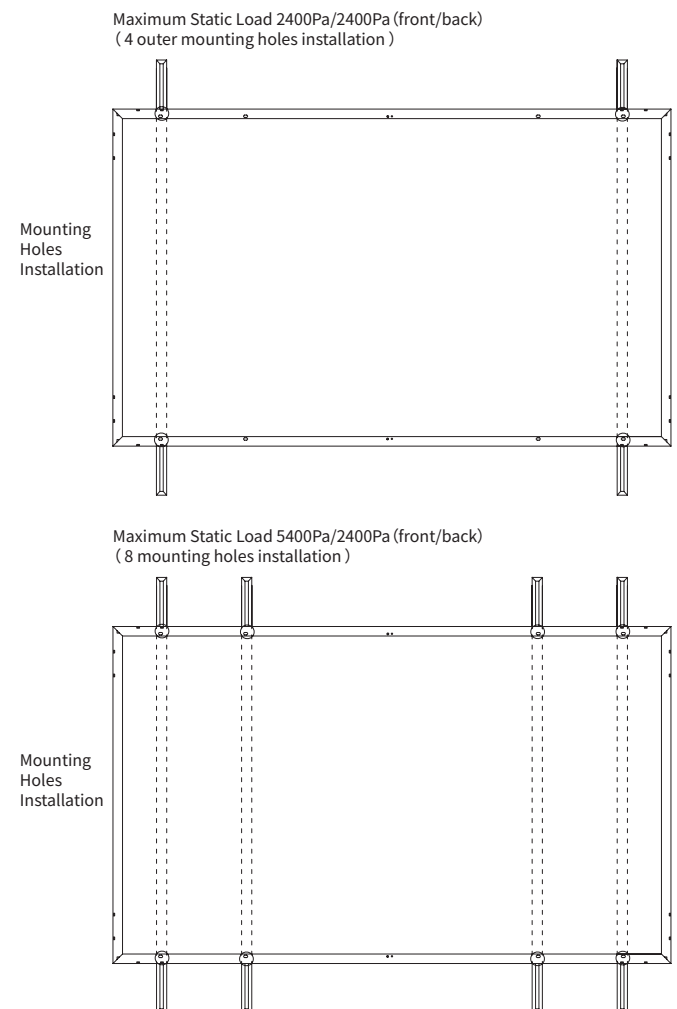 Maximum Static Load 2400Pa/2400Pa (front/back)
( 4 outer mounting holes installation )
Mounting
Holes
Installation
Maximum Static Load 5400Pa/2400Pa (front/back)
( 8 mounting holes installation )
Mounting
Holes
Installation